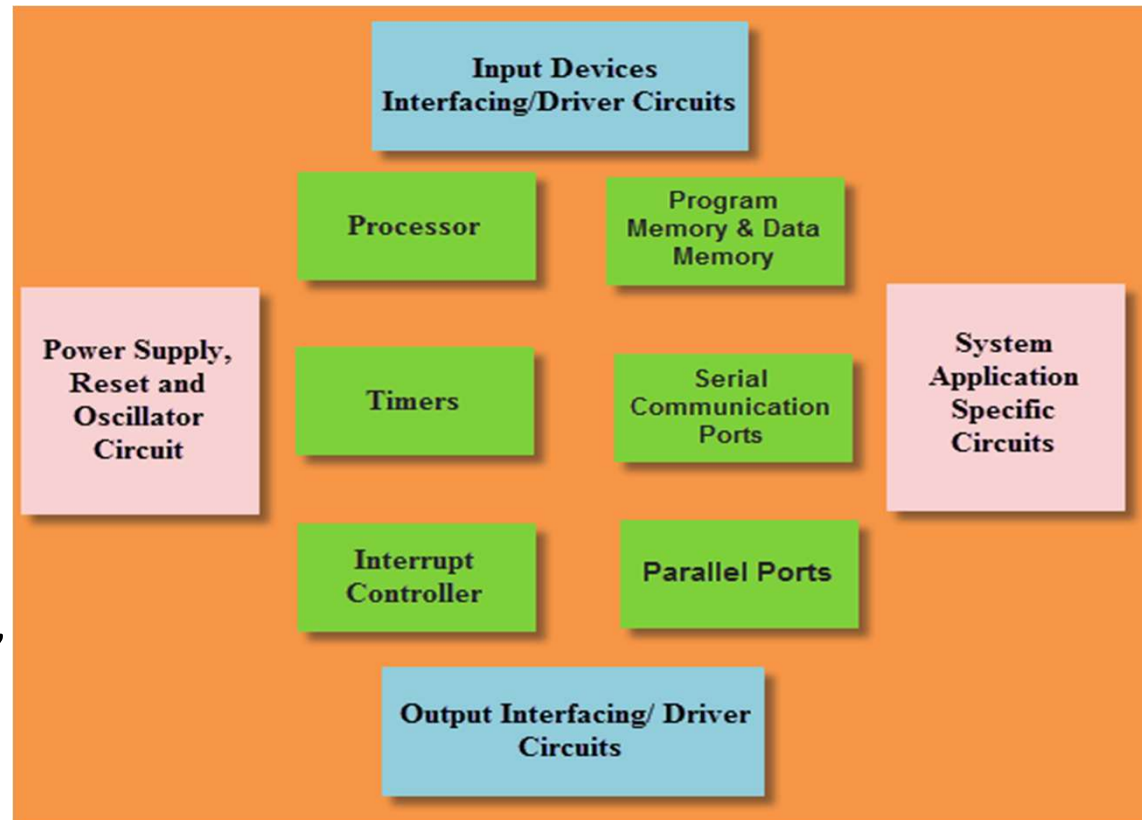 Input Devices
Interfacing/Driver Circuits
Processor
Program
Memory & Data
Memory
Power Supply,
Reset and
Oscillator
Circuit
Timers
Serial
Communication
Ports
System
Application
Specific
Circuits
Interrupt
Controller
Parallel Ports
,
Output Interfacing/ Driver
Circuits